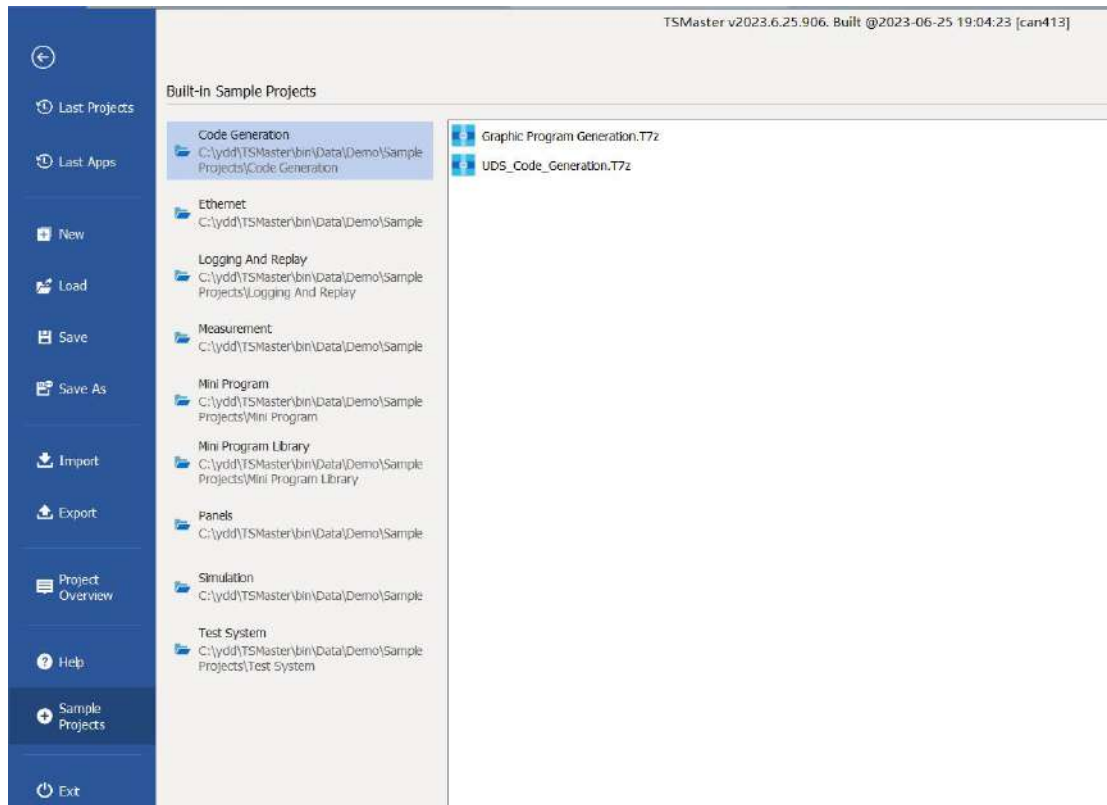 TSMaster v2023.6.25.906. Built @2023-06-25 19:04:23 [can413]
Last Projects
Last Apps
New
Load
Save
Save As
Import
Export
Project
Overview
Help
Sample
Projects
Exit
Built-In Sample Projects
Code Generation
C:\ydd\TSMaster\bin\Data\Demo\Sample
Projects\Code Generation
Ethernet
C:\ydd\TSMaster\bin\Data\Demo\Sample
Logging And Replay
C:\ydd\TSMaster\bin\Data\Demo\Sample
Projects\Logging And Replay
Measurement
C:\ydd\TSMaster\bin\Data\Demo\Sample
Mini Program
C:\ydd\TSMaster\bin\Data\Demo\Sample
Projects\Mini Program
Mini Program Library
C:\ydd\TSMaster\bin\Data\Demo\Sample
Projects\Mini Program Library
Panels
C:\ydd\TSMaster\bin\Data\Demo\Sample
Simulation
C:\ydd\TSMaster\bin\Data\Demo\Sample
Test System
C:\ydd\TSMaster\bin\Data\Demo\Sample
Projects\Test System
Graphic Program Generation.T7z
UDS_Code_Generation.T7z